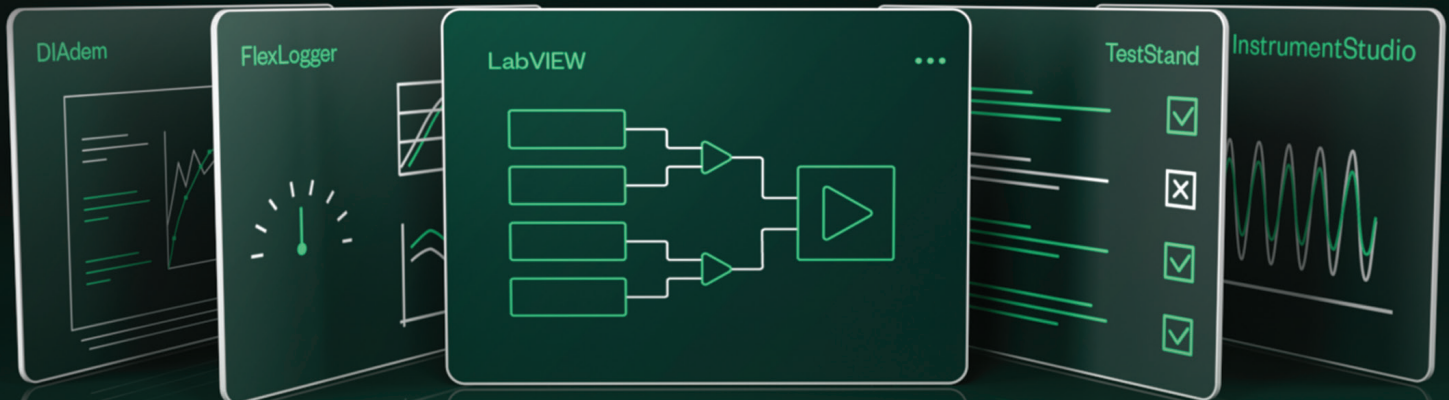 DIAdem
FlexLogger
LabVIEW
TestStand
InstrumentStudio